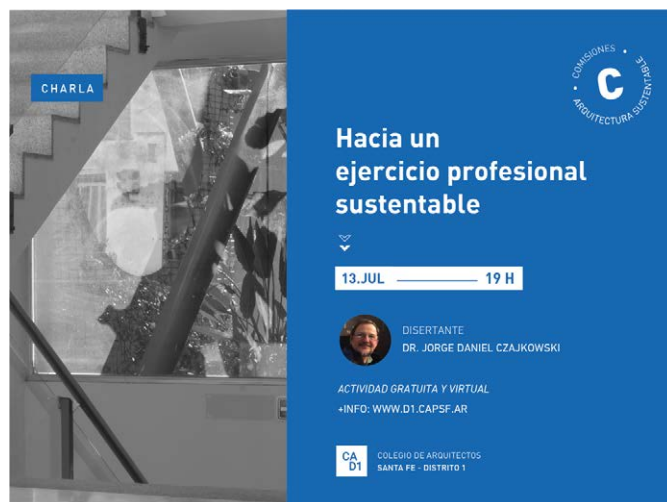 CHARLA
COMISIONES
ARQUITECTURA SUSTENTABLE
C
Hacia un
ejercicio profesional
sustentable
13.JUL 19 H
DISERTANTE
DR. JORGE DANIEL CZAJKOWSKI
ACTIVIDAD GRATUITA Y VIRTUAL
+INFO: WWW.D1.CAPSF.AR
CA
D1
COLEGIO DE ARQUITECTOS
SANTA FE - DISTRITO 1